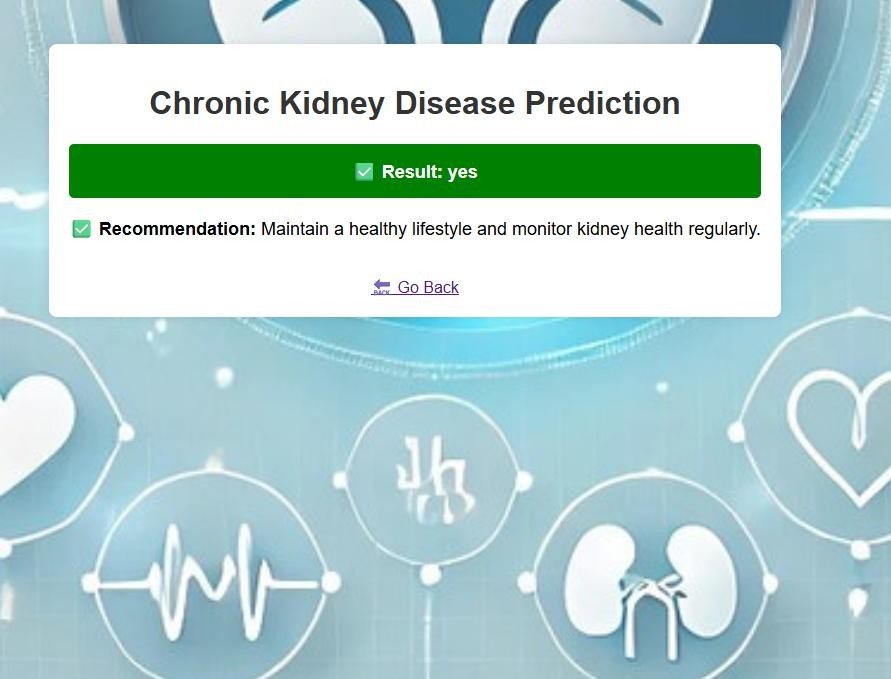 Chronic Kidney Disease Prediction
✅ Result: yes
✅ Recommendation: Maintain a healthy lifestyle and monitor kidney health regularly.
🔙 Go Back